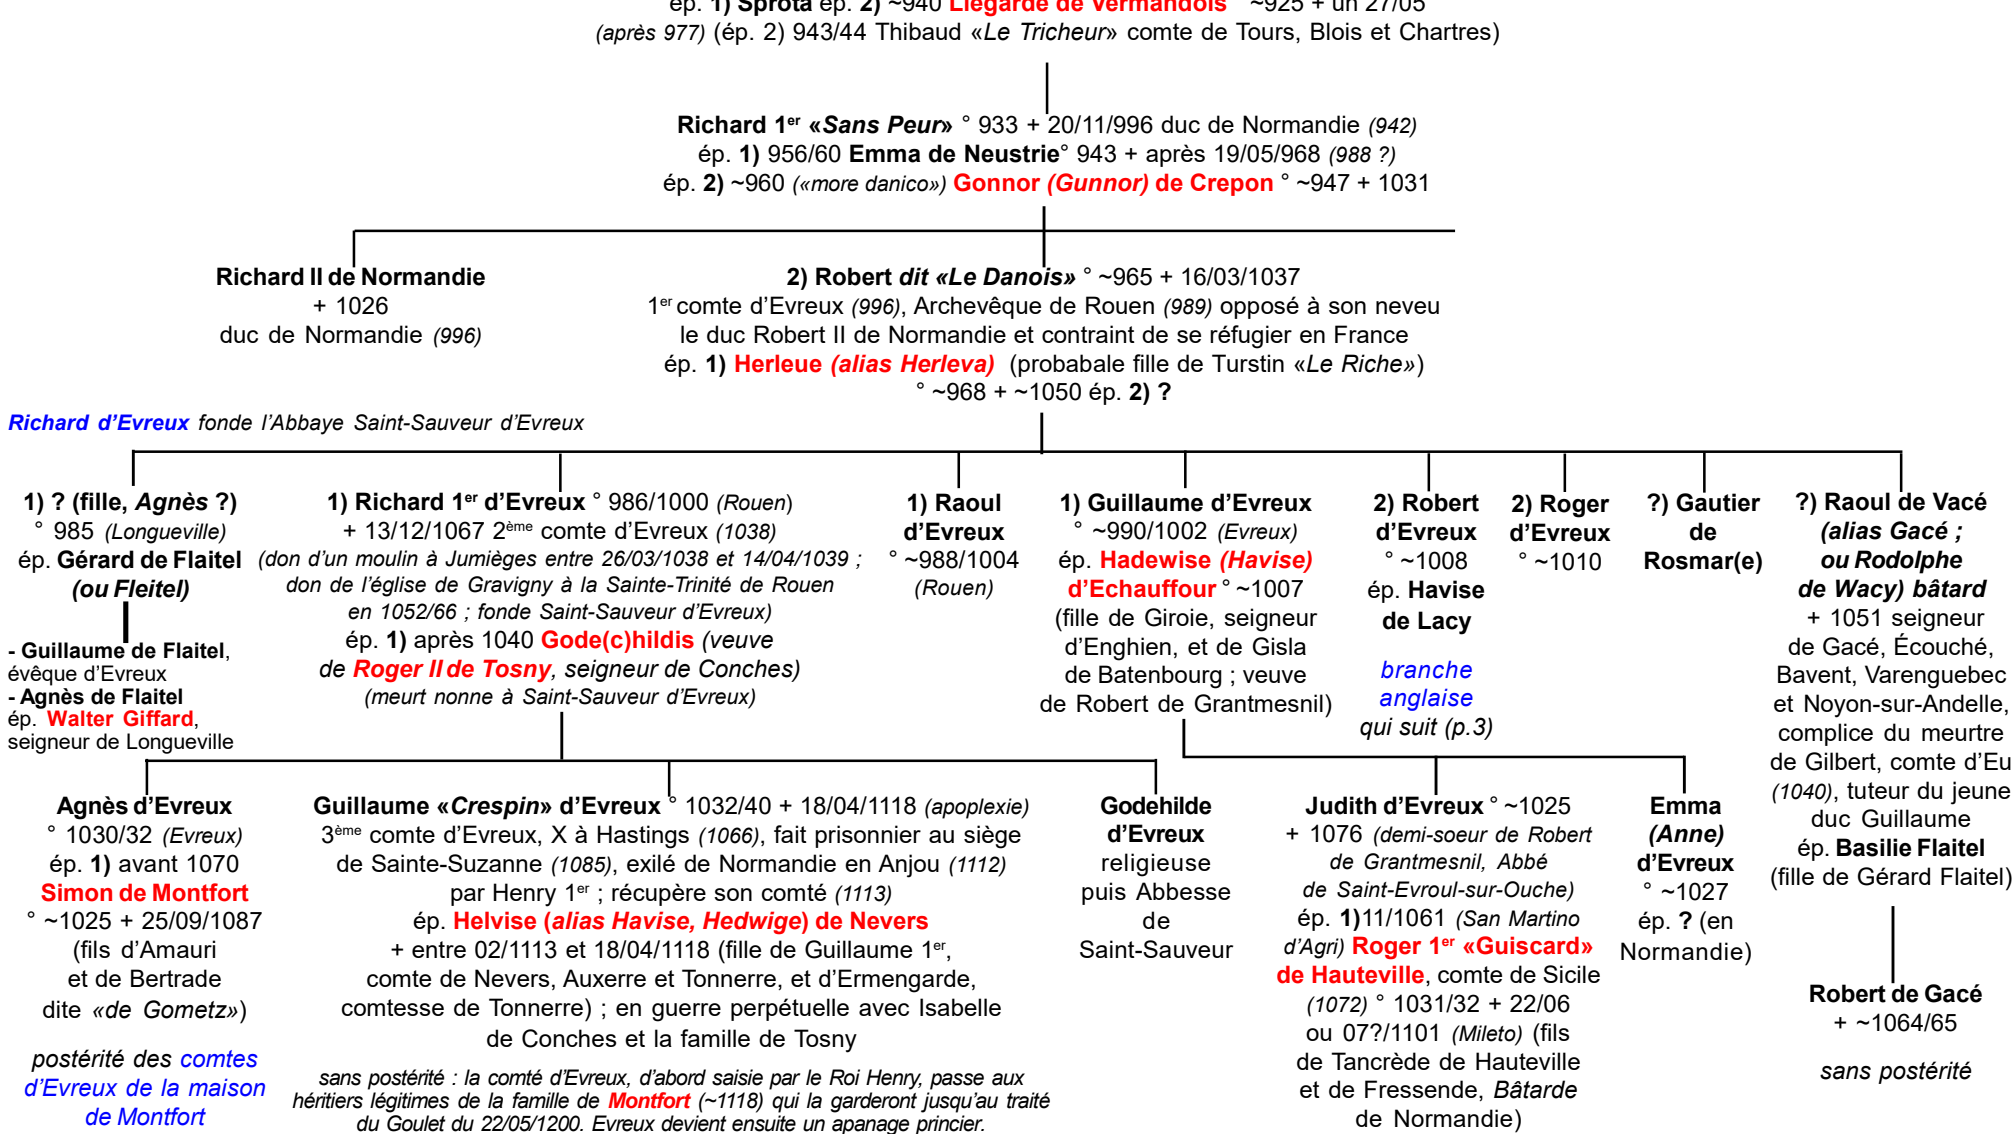 ép. 1) Sprota ép. 2) ~940 Liégarde de Vermandois ° ~925 + un 27/05
(après 977) (ép. 2) 943/44 Thibaud «Le Tricheur» comte de Tours, Blois et Chartres)
Richard 1er «Sans Peur» ° 933 + 20/11/996 duc de Normandie (942)
ép. 1) 956/60 Emma de Neustrie° 943 + après 19/05/968 (988 ?)
ép. 2) ~960 («more danico») Gonnor (Gunnor) de Crepon ° ~947 + 1031
Richard II de Normandie
+ 1026
duc de Normandie (996)
2) Robert dit «Le Danois» ° ~965 + 16/03/1037
1er comte d'Evreux (996), Archevêque de Rouen (989) opposé à son neveu
le duc Robert II de Normandie et contraint de se réfugier en France
ép. 1) Herleue (alias Herleva) (probabale fille de Turstin «Le Riche»)
° ~968 + ~1050 ép. 2) ?
Richard d'Evreux fonde l'Abbaye Saint-Sauveur d'Evreux
1) ? (fille, Agnès ?)
° 985 (Longueville)
ép. Gérard de Flaitel
(ou Fleitel)
- Guillaume de Flaitel,
évêque d'Evreux
- Agnès de Flaitel
ép. Walter Giffard,
seigneur de Longueville
1) Richard 1er d'Evreux ° 986/1000 (Rouen)
+ 13/12/1067 2ème comte d'Evreux (1038)
(don d'un moulin à Jumièges entre 26/03/1038 et 14/04/1039 ;
don de l'église de Gravigny à la Sainte-Trinité de Rouen
en 1052/66 ; fonde Saint-Sauveur d'Evreux)
ép. 1) après 1040 Gode(c)hildis (veuve
de Roger II de Tosny, seigneur de Conches)
(meurt nonne à Saint-Sauveur d'Evreux)
1) Raoul
d'Evreux
° ~988/1004
(Rouen)
1) Guillaume d'Evreux
° ~990/1002 (Evreux)
ép. Hadewise (Havise)
d'Echauffour ° ~1007
(fille de Giroie, seigneur
d'Enghien, et de Gisla
de Batenbourg ; veuve
de Robert de Grantmesnil)
2) Robert
d'Evreux
° ~1008
ép. Havise
de Lacy
branche
anglaise
qui suit (p.3)
2) Roger
d'Evreux
° ~1010
?) Gautier
de
Rosmar(e)
?) Raoul de Vacé
(alias Gacé ;
ou Rodolphe
de Wacy) bâtard
+ 1051 seigneur
de Gacé, Écouché,
Bavent, Varenguebec
et Noyon-sur-Andelle,
complice du meurtre
de Gilbert, comte d'Eu
(1040), tuteur du jeune
duc Guillaume
ép. Basilie Flaitel
(fille de Gérard Flaitel)
Agnès d'Evreux
° 1030/32 (Evreux)
ép. 1) avant 1070
Simon de Montfort
° ~1025 + 25/09/1087
(fils d'Amauri
et de Bertrade
dite «de Gometz»)
postérité des comtes
d'Evreux de la maison
de Montfort
Guillaume «Crespin» d'Evreux ° 1032/40 + 18/04/1118 (apoplexie)
3ème comte d'Evreux, X à Hastings (1066), fait prisonnier au siège
de Sainte-Suzanne (1085), exilé de Normandie en Anjou (1112)
par Henry 1er ; récupère son comté (1113)
ép. Helvise (alias Havise, Hedwige) de Nevers
+ entre 02/1113 et 18/04/1118 (fille de Guillaume 1er,
comte de Nevers, Auxerre et Tonnerre, et d'Ermengarde,
comtesse de Tonnerre) ; en guerre perpétuelle avec Isabelle
de Conches et la famille de Tosny
sans postérité : la comté d'Evreux, d'abord saisie par le Roi Henry, passe aux
héritiers légitimes de la famille de Montfort (~1118) qui la garderont jusqu'au traité
du Goulet du 22/05/1200. Evreux devient ensuite un apanage princier.
Godehilde
d'Evreux
religieuse
puis Abbesse
de
Saint-Sauveur
Judith d'Evreux ° ~1025
+ 1076 (demi-soeur de Robert
de Grantmesnil, Abbé
de Saint-Evroul-sur-Ouche)
ép. 1)11/1061 (San Martino
d'Agri) Roger 1er «Guiscard»
de Hauteville, comte de Sicile
(1072) ° 1031/32 + 22/06
ou 07?/1101 (Mileto) (fils
de Tancrède de Hauteville
et de Fressende, Bâtarde
de Normandie)
Emma
(Anne)
d'Evreux
° ~1027
ép. ? (en
Normandie)
Robert de Gacé
+ ~1064/65
sans postérité